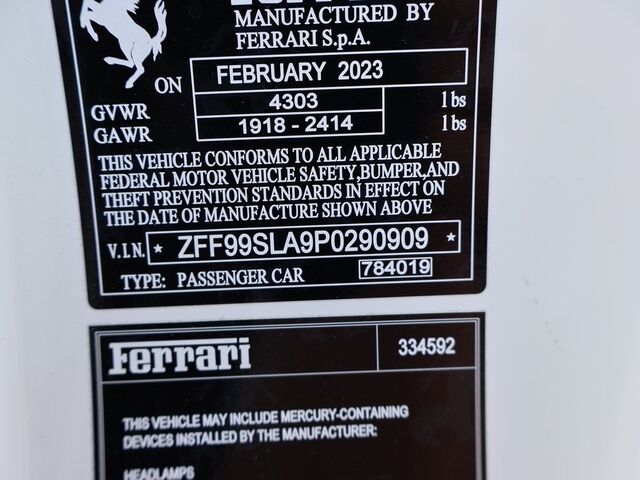 MANUFACTURED BY
FERRARI S.p.A.
ON FEBRUARY 2023
GVWR 4303 lbs
GAWR 1918 - 2414 lbs
THIS VEHICLE CONFORMS TO ALL APPLICABLE
FEDERAL MOTOR VEHICLE SAFETY,BUMPER,AND
THEFT PREVENTION STANDARDS IN EFFECT ON
THE DATE OF MANUFACTURE SHOWN ABOVE
V.I.N. * ZFF99SLA9P0290909 *
TYPE: PASSENGER CAR 784019
Ferrari 334592
THIS VEHICLE MAY INCLUDE MERCURY-CONTAINING
DEVICES INSTALLED BY THE MANUFACTURER:
HEADLAMPS